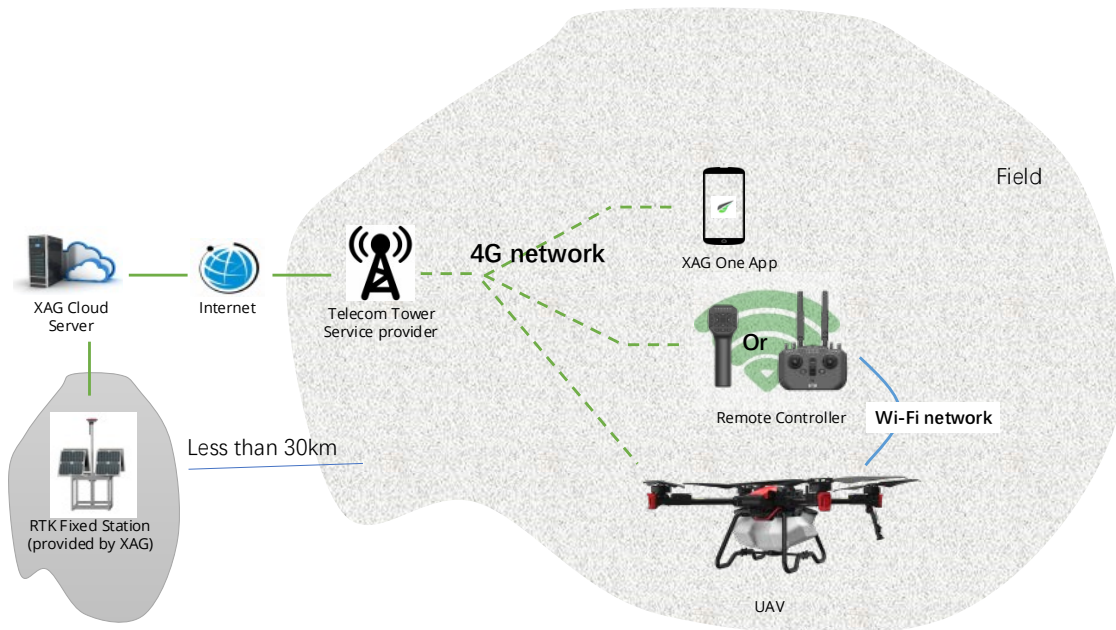 Field
4G network
XAG One App
XAG Cloud
Server
Internet
Telecom Tower
Service provider
Or
Remote Controller
Wi-Fi network
Less than 30km
RTK Fixed Station
(provided by XAG)
UAV